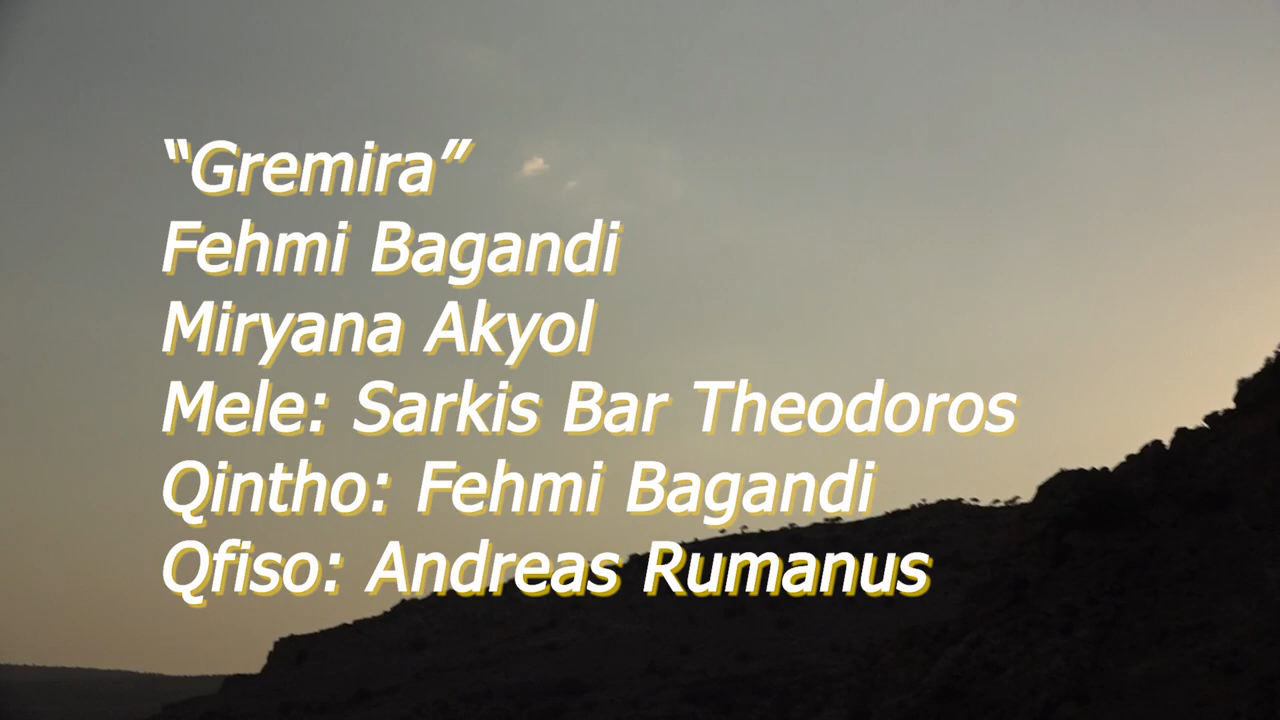 “Gremira”
Fehmi Bagandi
Miryana Akyol
Mele: Sarkis Bar Theodoros
Qintho: Fehmi Bagandi
Qfiso: Andreas Rumanus